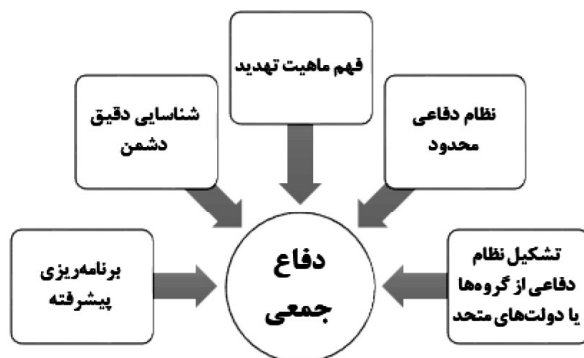 فهم ماهیت تهدید
نظام دفاعی
محدود
شناسایی دقیق
دشمن
تشکیل نظام
دفاعی از گروه‌ها
یا دولت‌های متحد
دفاع
جمعی
برنامه‌ریزی
پیشرفته